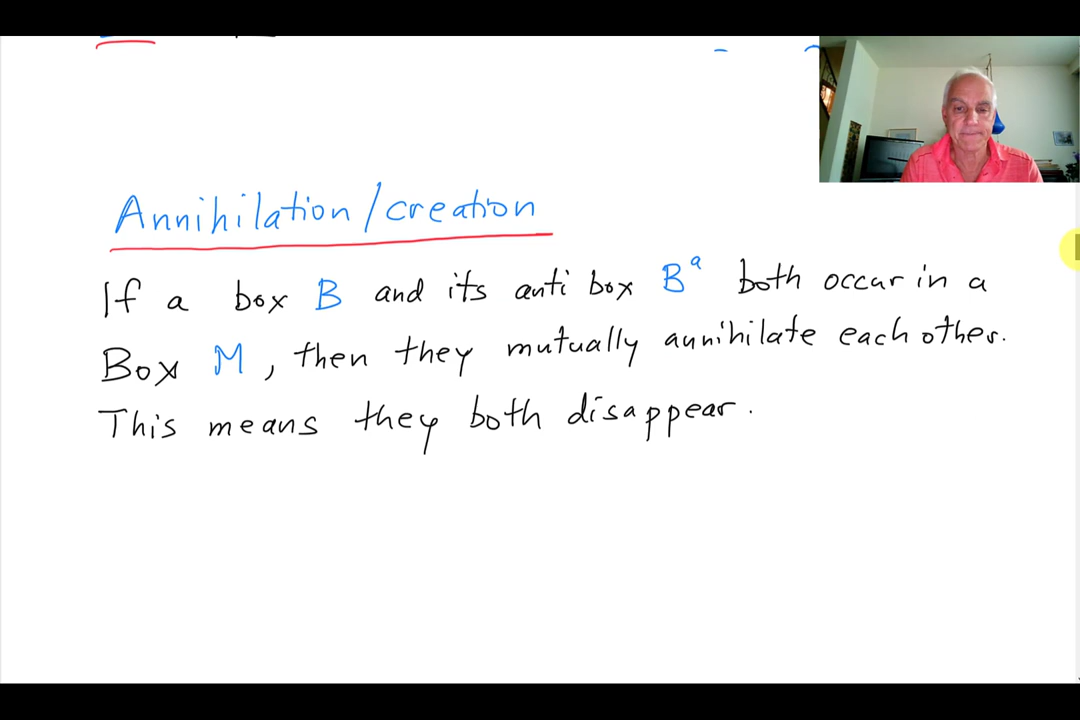 Annihilation/creation
If a box B and its anti box Bᵃ both occur in a
Box M, then they mutually annihilate each other.
This means they both disappear.